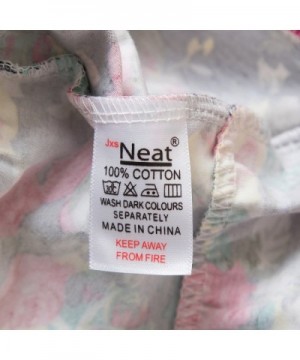 Neat®
100% COTTON
WASH DARK COLOURS
SEPARATELY
MADE IN CHINA
KEEP AWAY
FROM FIRE